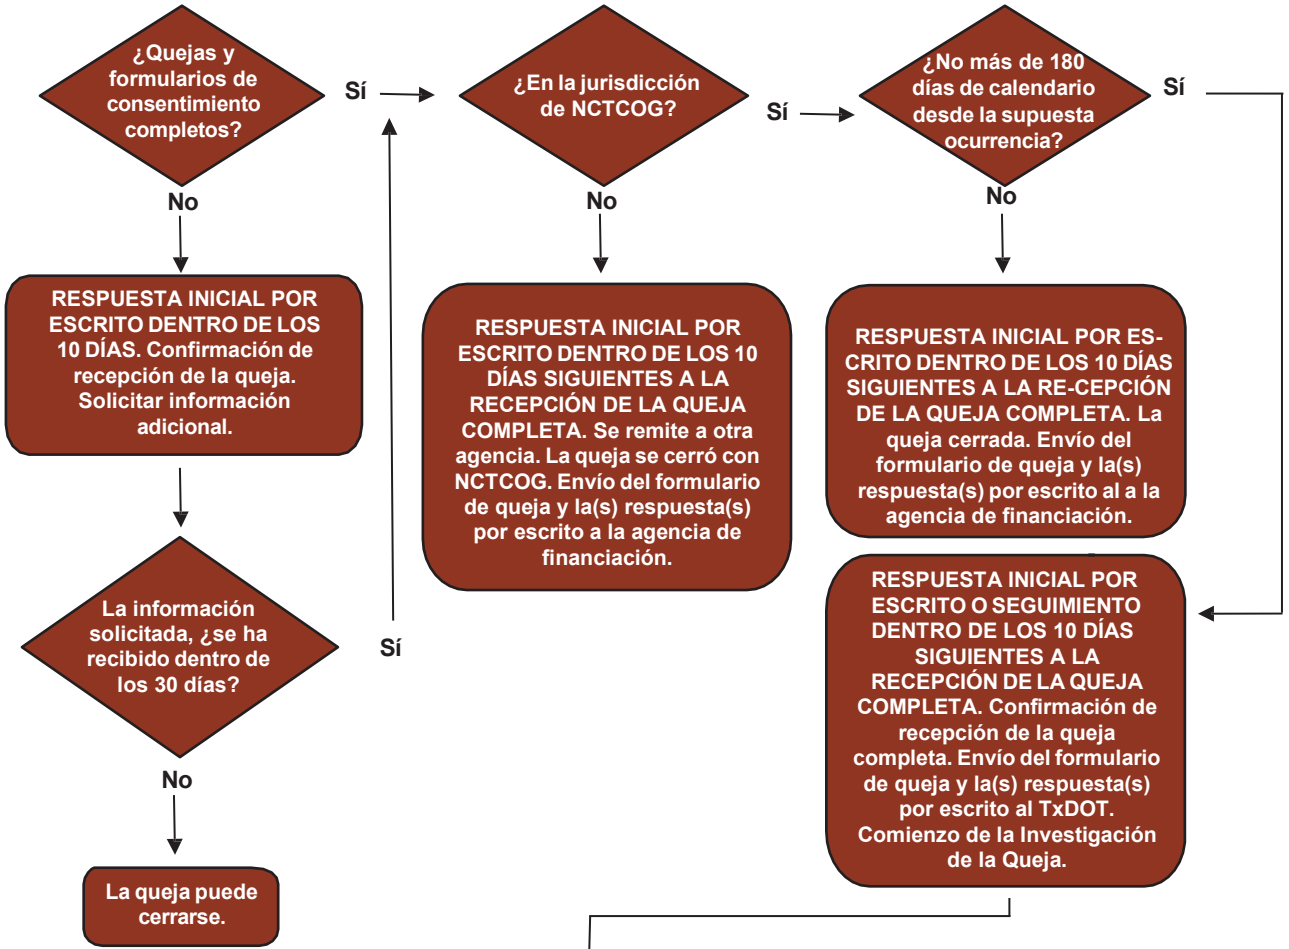 ¿Quejas y
formularios de
consentimiento
completos?
Sí
No
¿En la jurisdicción
de NCTCOG?
Sí
No
¿No más de 180
días de calendario
desde la supuesta
ocurrencia?
Sí
No
RESPUESTA INICIAL POR
ESCRITO DENTRO DE LOS
10 DÍAS. Confirmación de
recepción de la queja.
Solicitar información
adicional.
RESPUESTA INICIAL POR
ESCRITO DENTRO DE LOS 10
DÍAS SIGUIENTES A LA
RECEPCIÓN DE LA QUEJA
COMPLETA. Se remite a otra
agencia. La queja se cerró con
NCTCOG. Envío del formulario
de queja y la(s) respuesta(s)
por escrito a la agencia de
financiación.
RESPUESTA INICIAL POR ES-
CRITO DENTRO DE LOS 10 DÍAS
SIGUIENTES A LA RE-CEPCIÓN
DE LA QUEJA COMPLETA. La
queja cerrada. Envío del
formulario de queja y la(s)
respuesta(s) por escrito al a la
agencia de financiación.
La información
solicitada, ¿se ha
recibido dentro de
los 30 días?
Sí
No
RESPUESTA INICIAL POR
ESCRITO O SEGUIMIENTO
DENTRO DE LOS 10 DÍAS
SIGUIENTES A LA
RECEPCIÓN DE LA QUEJA
COMPLETA. Confirmación de
recepción de la queja
completa. Envío del formulario
de queja y la(s) respuesta(s)
por escrito al TxDOT.
Comienzo de la Investigación
de la Queja.
La queja puede
cerrarse.